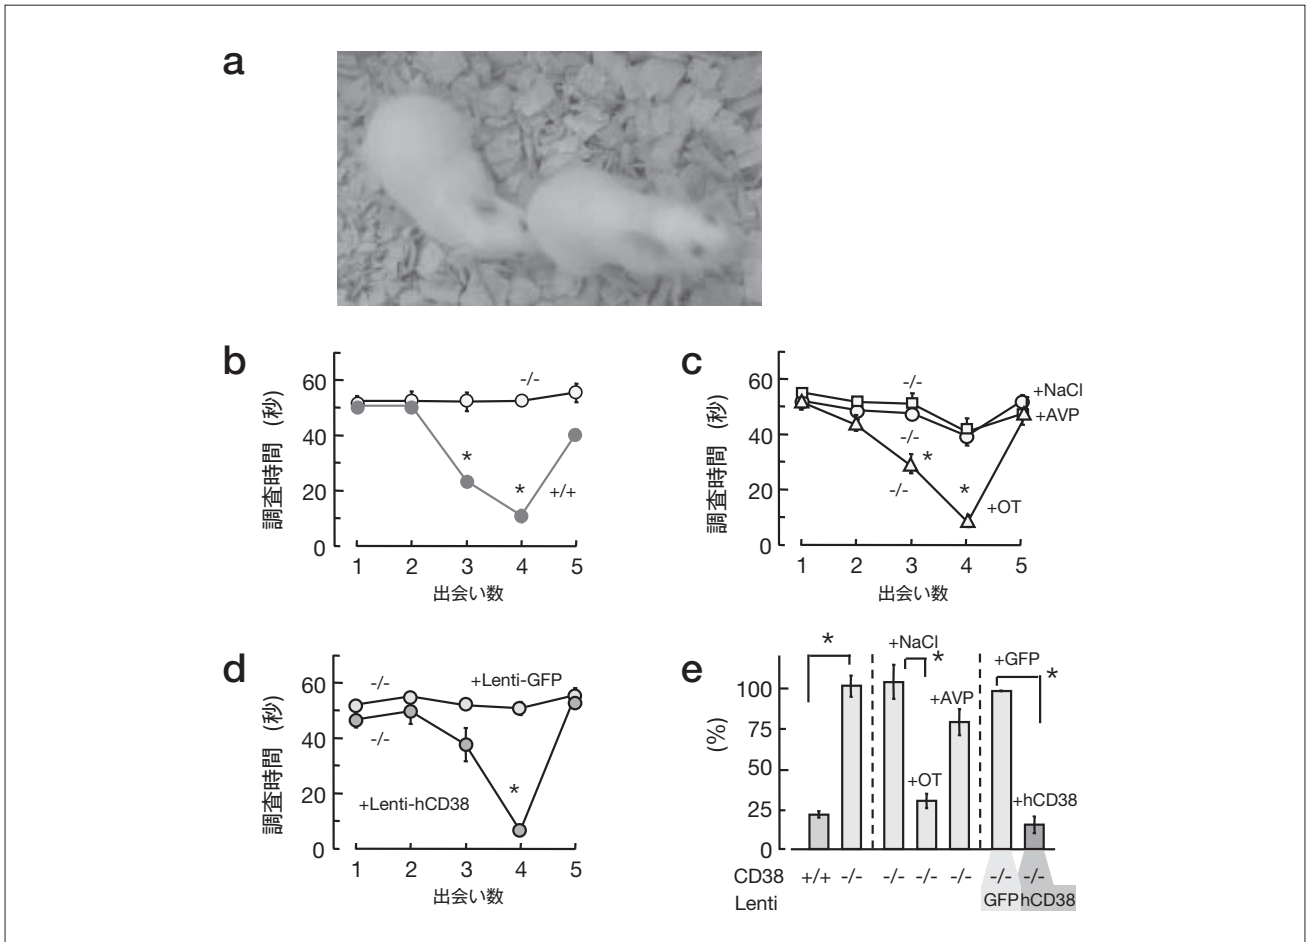 a
b
調査時間 (秒)
60
40
20
0
-/-
*
*
+/+
1 2 3 4 5
出会い数
c
調査時間 (秒)
60
40
20
0
-/-
+NaCl
+AVP
-/-
*
-/-
*
+OT
1 2 3 4 5
出会い数
d
調査時間 (秒)
60
40
20
0
-/-
+Lenti-GFP
-/-
*
+Lenti-hCD38
1 2 3 4 5
出会い数
e
(%)
100
75
50
25
0
*
+NaCl
*
+AVP
+OT
+GFP
*
+hCD38
CD38 +/+ -/- -/- -/- -/- -/- -/-
Lenti GFP hCD38